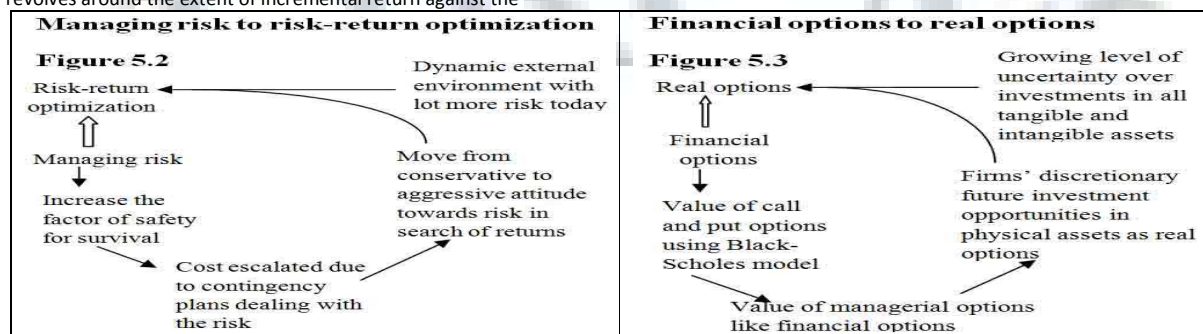 revolves around the extent of incremental return against the
Managing risk to risk-return optimization
Figure 5.2
Risk-return
optimization
Dynamic external
environment with
lot more risk today
Managing risk
Increase the
factor of safety
for survival
Move from
conservative to
aggressive attitude
towards risk in
search of returns
Cost escalated due
to contingency
plans dealing with
the risk
Financial options to real options
Figure 5.3
Real options
Growing level of
uncertainty over
investments in all
tangible and
intangible assets
Financial
options
Value of call
and put options
using Black-
Scholes model
Firms’ discretionary
future investment
opportunities in
physical assets as real
options
Value of managerial options
like financial options